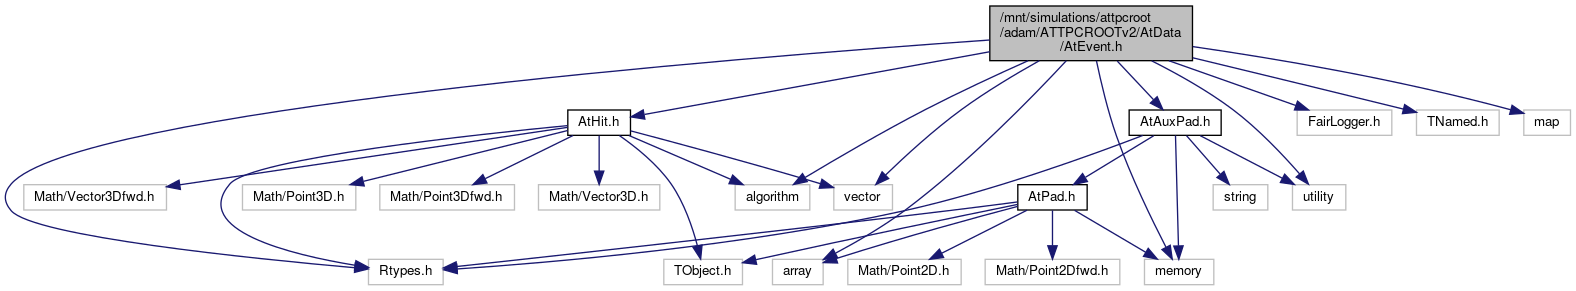 /mnt/simulations/attpcroot
/adam/ATTPCROOTv2/AtData
/AtEvent.h
AtHit.h
AtAuxPad.h
FairLogger.h
TNamed.h
map
Math/Vector3Dfwd.h
Math/Point3D.h
Math/Point3Dfwd.h
Math/Vector3D.h
algorithm
vector
AtPad.h
string
utility
Rtypes.h
TObject.h
array
Math/Point2D.h
Math/Point2Dfwd.h
memory